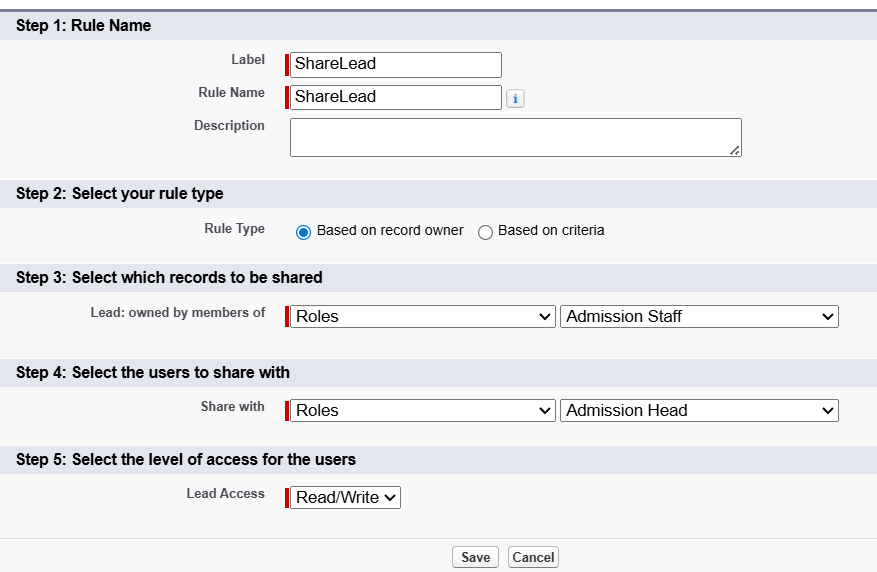 Step 1: Rule Name
Label ShareLead
Rule Name ShareLead i
Description
Step 2: Select your rule type
Rule Type Based on record owner Based on criteria
Step 3: Select which records to be shared
Lead: owned by members of Roles Admission Staff
Step 4: Select the users to share with
Share with Roles Admission Head
Step 5: Select the level of access for the users
Lead Access Read/Write
Save Cancel